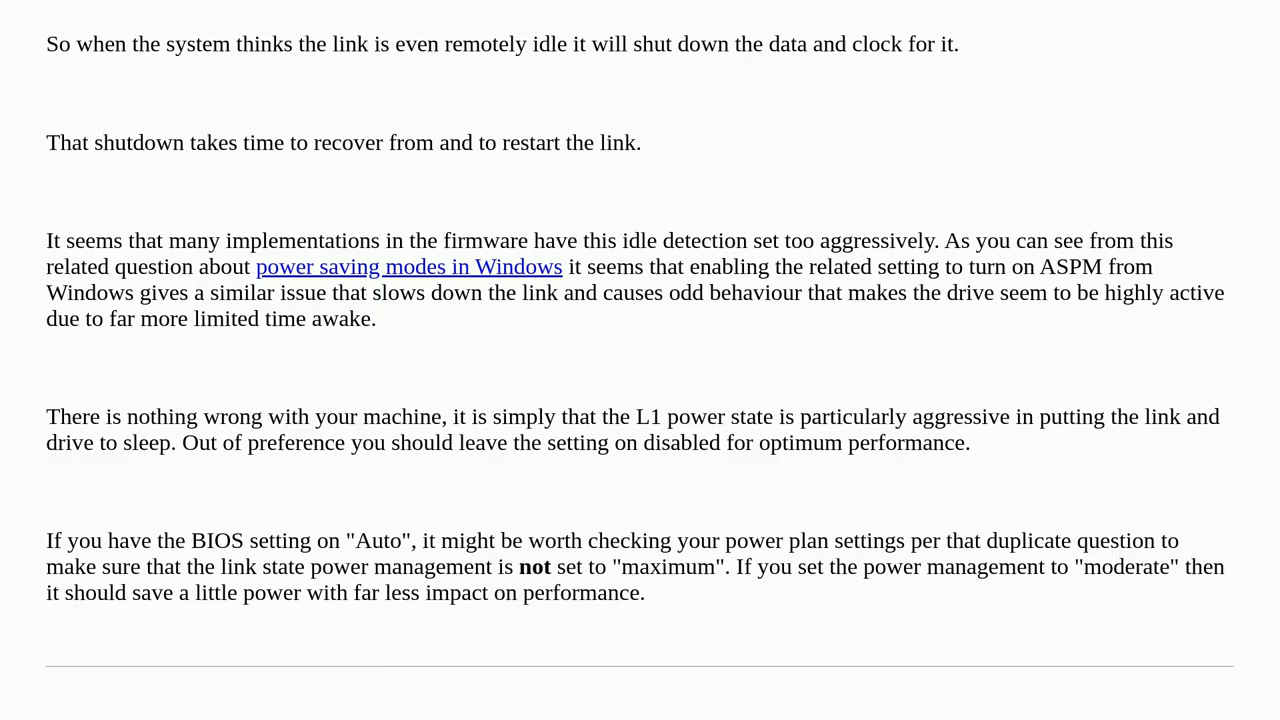 So when the system thinks the link is even remotely idle it will shut down the data and clock for it.
That shutdown takes time to recover from and to restart the link.
It seems that many implementations in the firmware have this idle detection set too aggressively. As you can see from this
related question about power saving modes in Windows it seems that enabling the related setting to turn on ASPM from
Windows gives a similar issue that slows down the link and causes odd behaviour that makes the drive seem to be highly active
due to far more limited time awake.
There is nothing wrong with your machine, it is simply that the L1 power state is particularly aggressive in putting the link and
drive to sleep. Out of preference you should leave the setting on disabled for optimum performance.
If you have the BIOS setting on "Auto", it might be worth checking your power plan settings per that duplicate question to
make sure that the link state power management is not set to "maximum". If you set the power management to "moderate" then
it should save a little power with far less impact on performance.